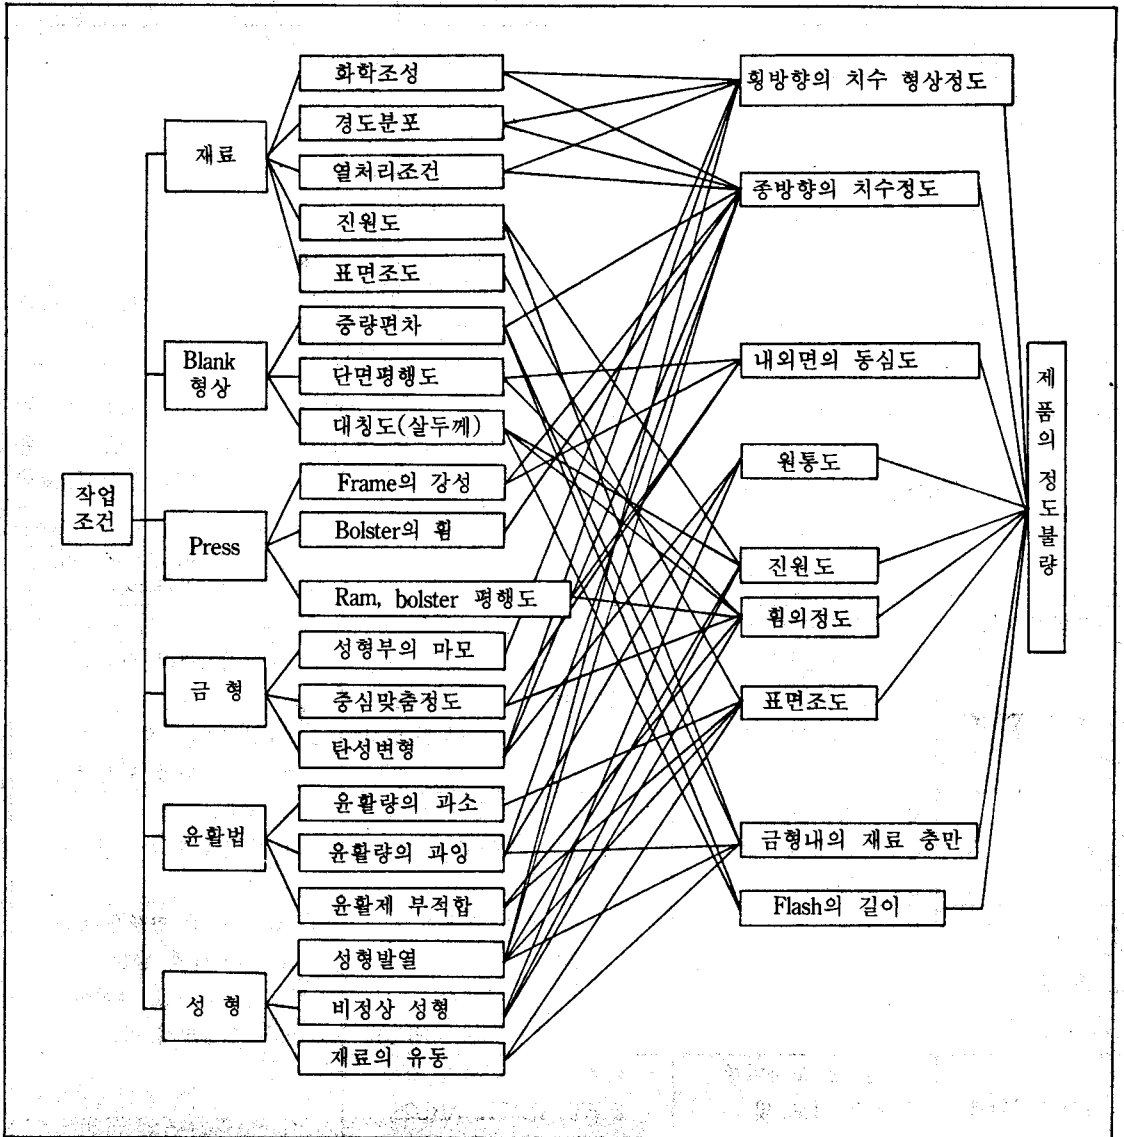 작업
조건
재료
Blank
형상
Press
금 형
윤활법
성 형
화학조성
경도분포
열처리조건
진원도
표면조도
중량편차
단면평행도
대칭도(살두께)
Frame의 강성
Bolster의 휨
Ram, bolster 평행도
성형부의 마모
중심맞춤정도
탄성변형
윤활량의 과소
윤활량의 과잉
윤활제 부적합
성형발열
비정상 성형
재료의 유동
횡방향의 치수 형상정도
종방향의 치수정도
내외면의 동심도
원통도
진원도
휨의정도
표면조도
금형내의 재료 충만
Flash의 길이
제품의 정도불량